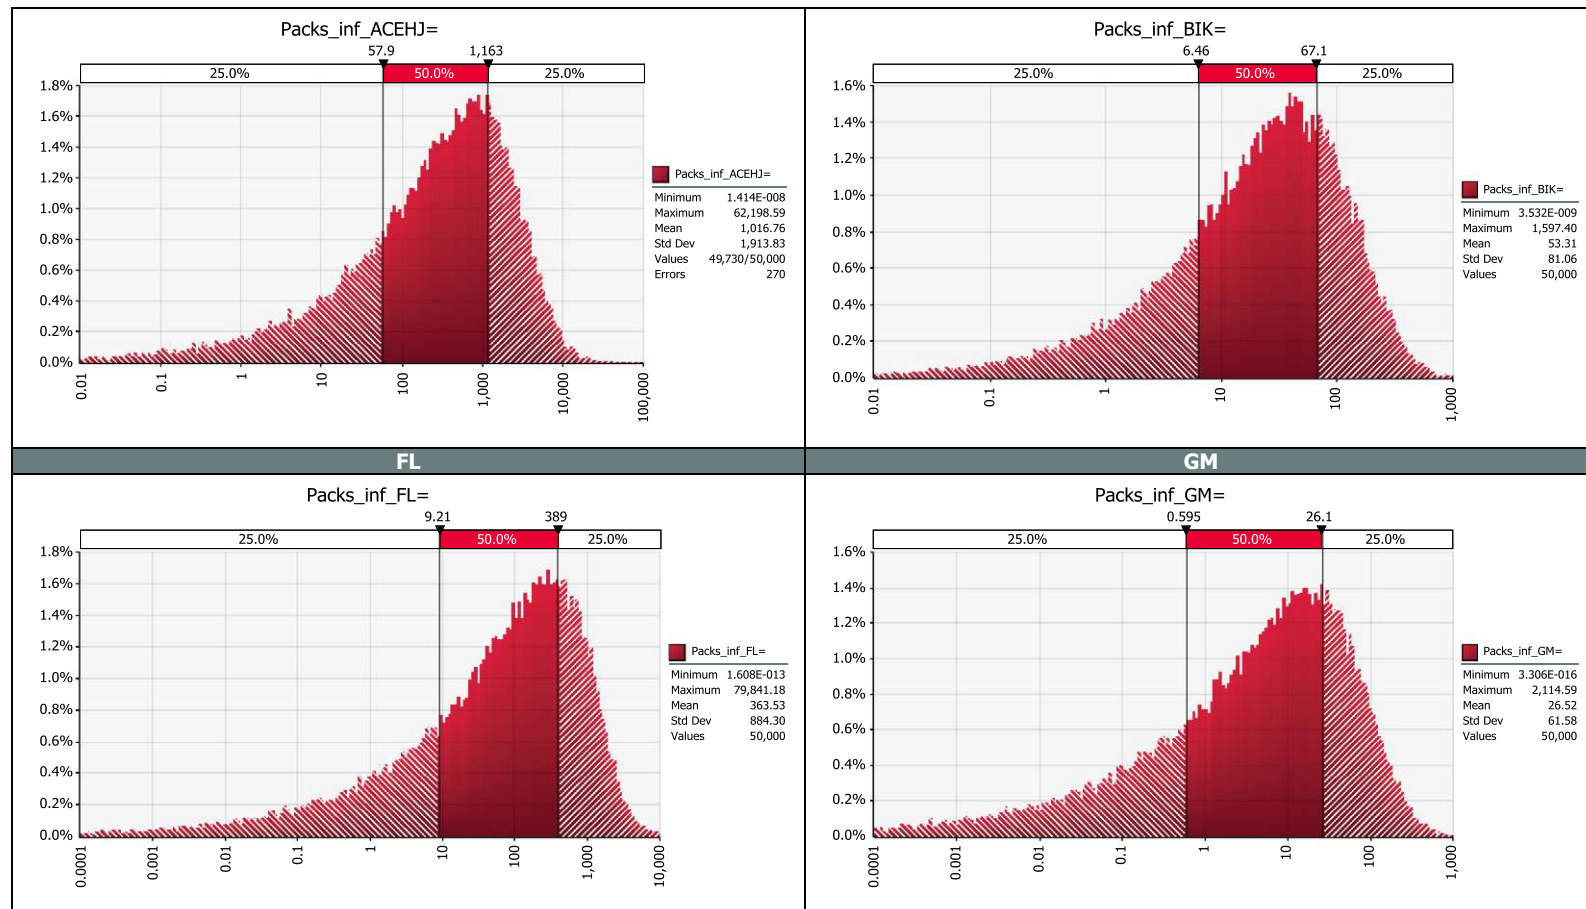 Packs_inf_ACEHJ=
57.9 1,163
25.0% 50.0% 25.0%
1.8%
1.6%
1.4%
1.2%
1.0%
0.8%
0.6%
0.4%
0.2%
0.0%
0.01 0.1 1 10 100 1,000 10,000 100,000
Packs_inf_ACEHJ=
Minimum 1.414E-008
Maximum 62,198.59
Mean 1,016.76
Std Dev 1,913.83
Values 49,730/50,000
Errors 270
Packs_inf_BIK=
6.46 67.1
25.0% 50.0% 25.0%
1.6%
1.4%
1.2%
1.0%
0.8%
0.6%
0.4%
0.2%
0.0%
0.01 0.1 1 10 100 1,000
Packs_inf_BIK=
Minimum 3.532E-009
Maximum 1,597.40
Mean 53.31
Std Dev 81.06
Values 50,000
FL
Packs_inf_FL=
9.21 389
25.0% 50.0% 25.0%
1.8%
1.6%
1.4%
1.2%
1.0%
0.8%
0.6%
0.4%
0.2%
0.0%
0.0001 0.001 0.01 0.1 1 10 100 1,000 10,000
Packs_inf_FL=
Minimum 1.608E-013
Maximum 79,841.18
Mean 363.53
Std Dev 884.30
Values 50,000
GM
Packs_inf_GM=
0.595 26.1
25.0% 50.0% 25.0%
1.6%
1.4%
1.2%
1.0%
0.8%
0.6%
0.4%
0.2%
0.0%
0.0001 0.001 0.01 0.1 1 10 100 1,000
Packs_inf_GM=
Minimum 3.306E-016
Maximum 2,114.59
Mean 26.52
Std Dev 61.58
Values 50,000